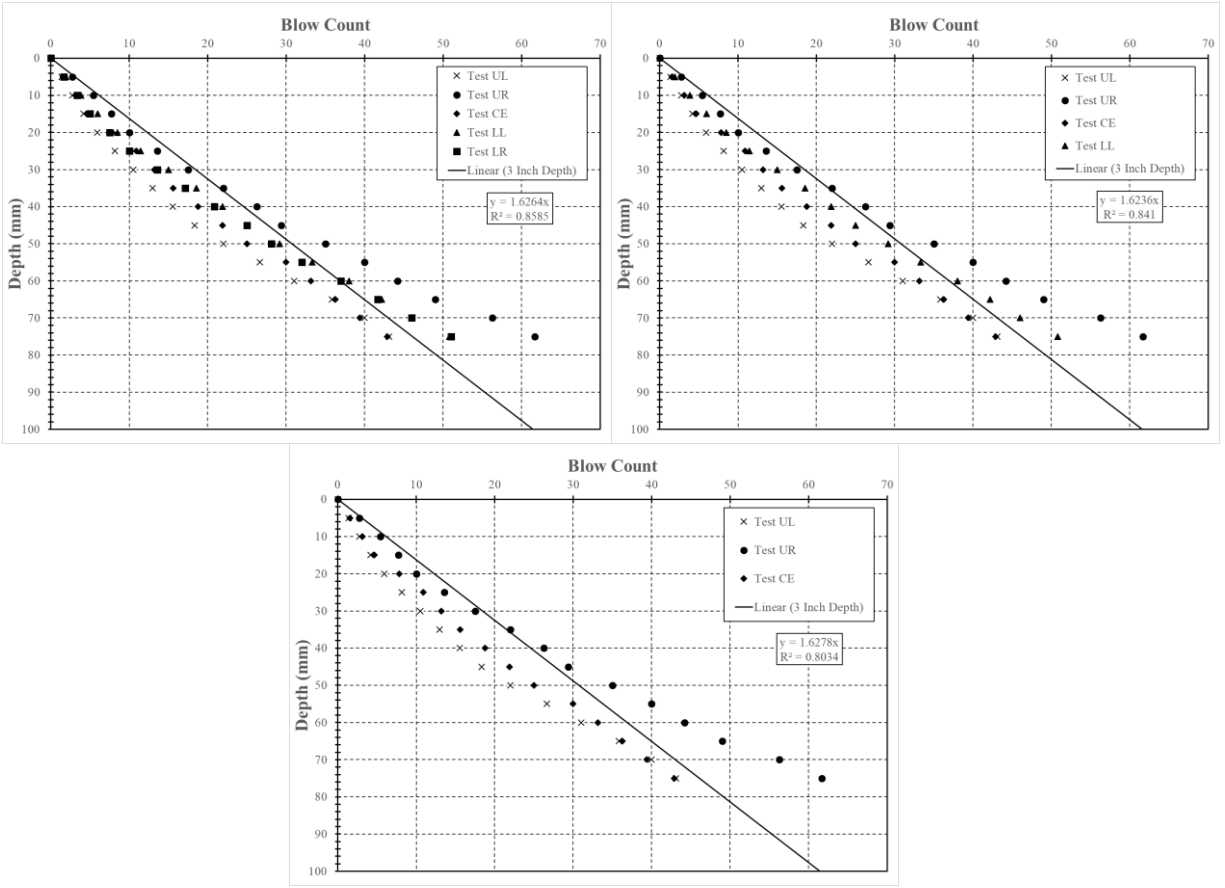 Blow Count
0 10 20 30 40 50 60 70
Depth (mm)
0
10
20
30
40
50
60
70
80
90
100
Test UL
Test UR
Test CE
Test LL
Test LR
Linear (3 Inch Depth)
y = 1.6264x
R² = 0.8585
Blow Count
0 10 20 30 40 50 60 70
Depth (mm)
0
10
20
30
40
50
60
70
80
90
100
Test UL
Test UR
Test CE
Test LL
Linear (3 Inch Depth)
y = 1.6236x
R² = 0.841
Blow Count
0 10 20 30 40 50 60 70
Depth (mm)
0
10
20
30
40
50
60
70
80
90
100
Test UL
Test UR
Test CE
Linear (3 Inch Depth)
y = 1.6278x
R² = 0.8034